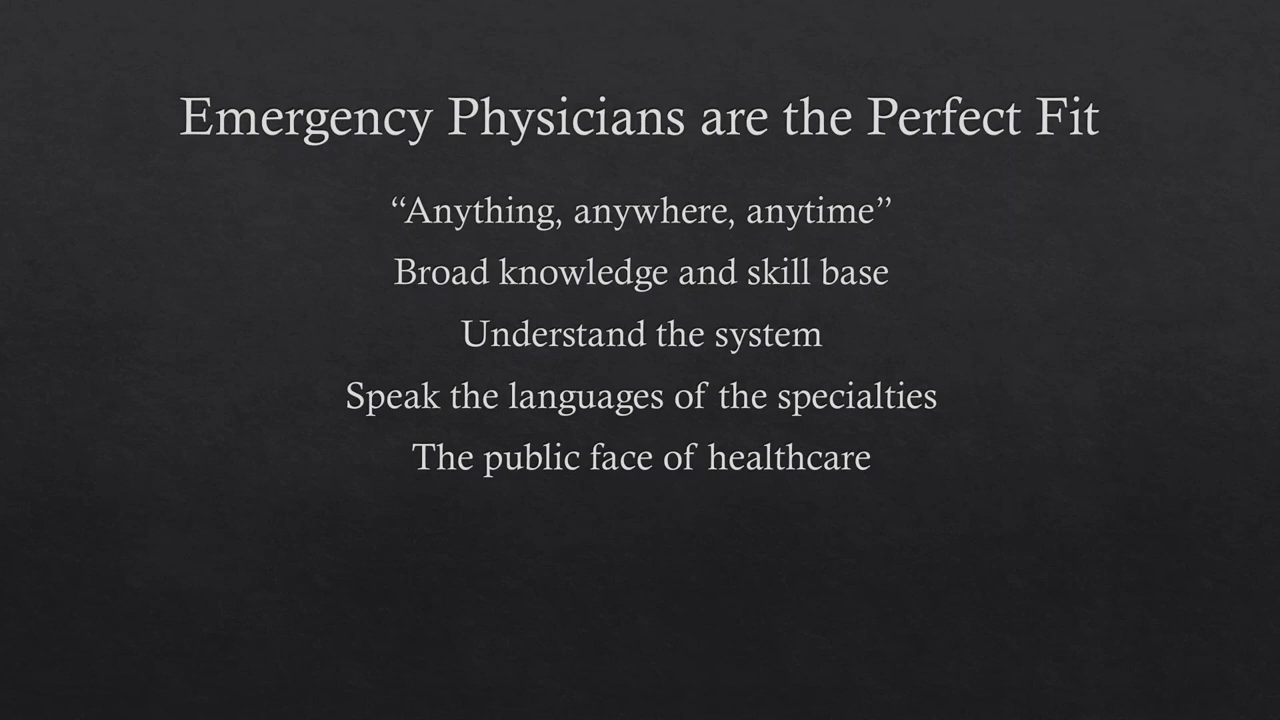 Emergency Physicians are the Perfect Fit
“Anything, anywhere, anytime”
Broad knowledge and skill base
Understand the system
Speak the languages of the specialties
The public face of healthcare